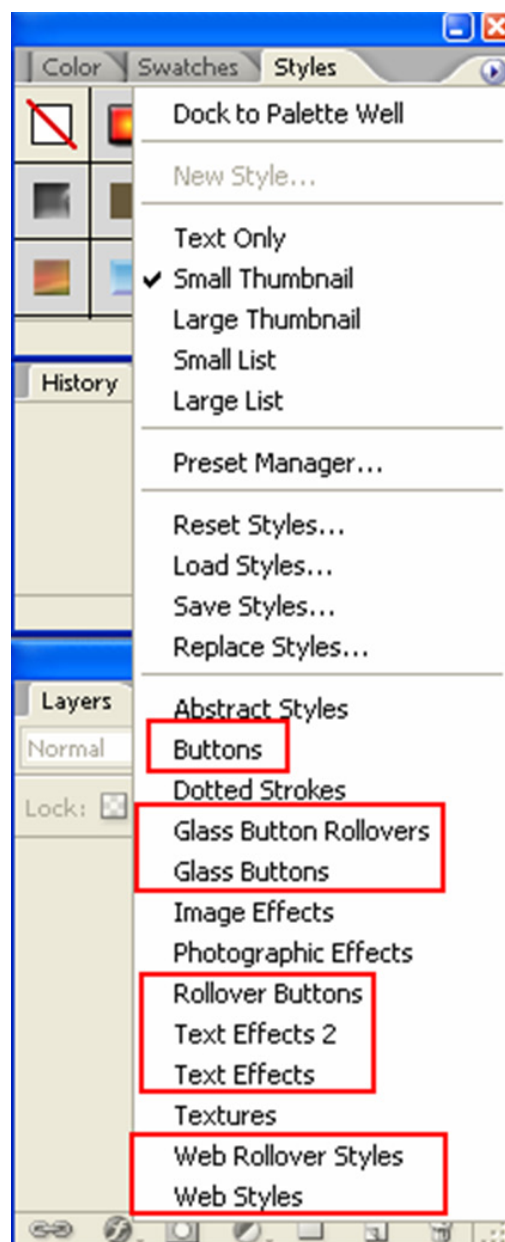 Color Swatches Styles
Dock to Palette Well
New Style...
Text Only
Small Thumbnail
Large Thumbnail
Small List
Large List
History
Preset Manager...
Reset Styles...
Load Styles...
Save Styles...
Replace Styles...
Layers
Normal
Lock:
Abstract Styles
Buttons
Dotted Strokes
Glass Button Rollovers
Glass Buttons
Image Effects
Photographic Effects
Rollover Buttons
Text Effects 2
Text Effects
Textures
Web Rollover Styles
Web Styles